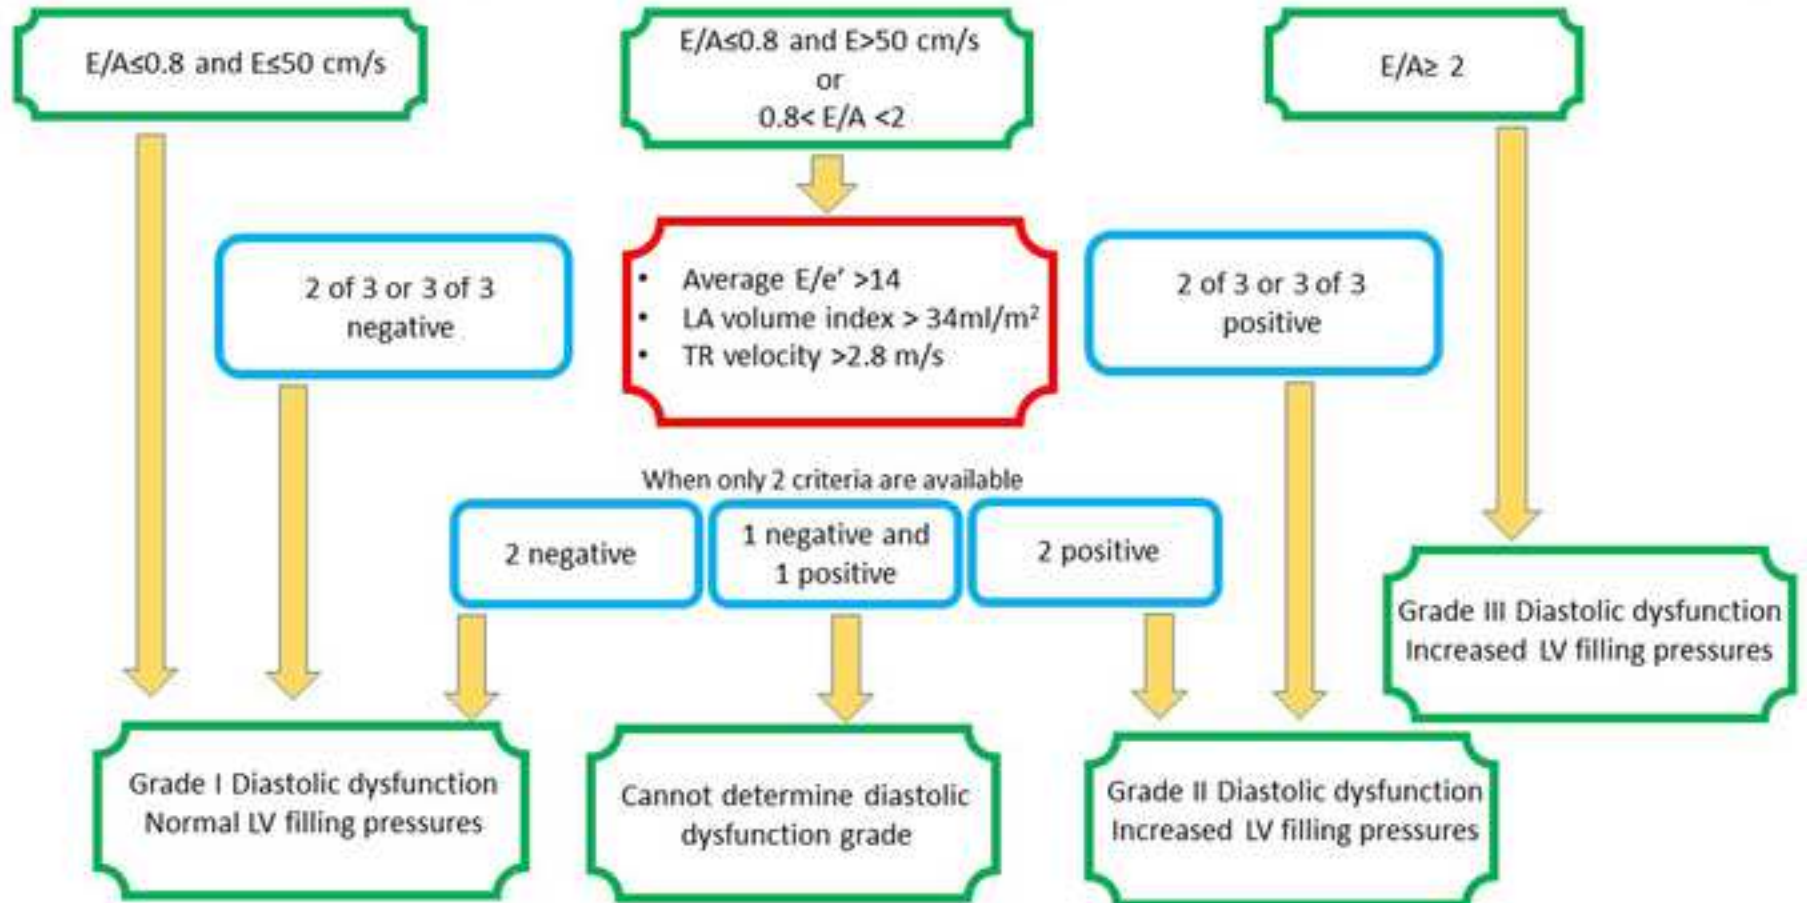 E/A≤0.8 and E≤50 cm/s
E/A≤0.8 and E>50 cm/s
or
0.8< E/A <2
E/A≥ 2
2 of 3 or 3 of 3
negative
• Average E/e’ >14
• LA volume index > 34ml/m²
• TR velocity >2.8 m/s
2 of 3 or 3 of 3
positive
When only 2 criteria are available
2 negative
1 negative and
1 positive
2 positive
Grade III Diastolic dysfunction
Increased LV filling pressures
Grade I Diastolic dysfunction
Normal LV filling pressures
Cannot determine diastolic
dysfunction grade
Grade II Diastolic dysfunction
Increased LV filling pressures